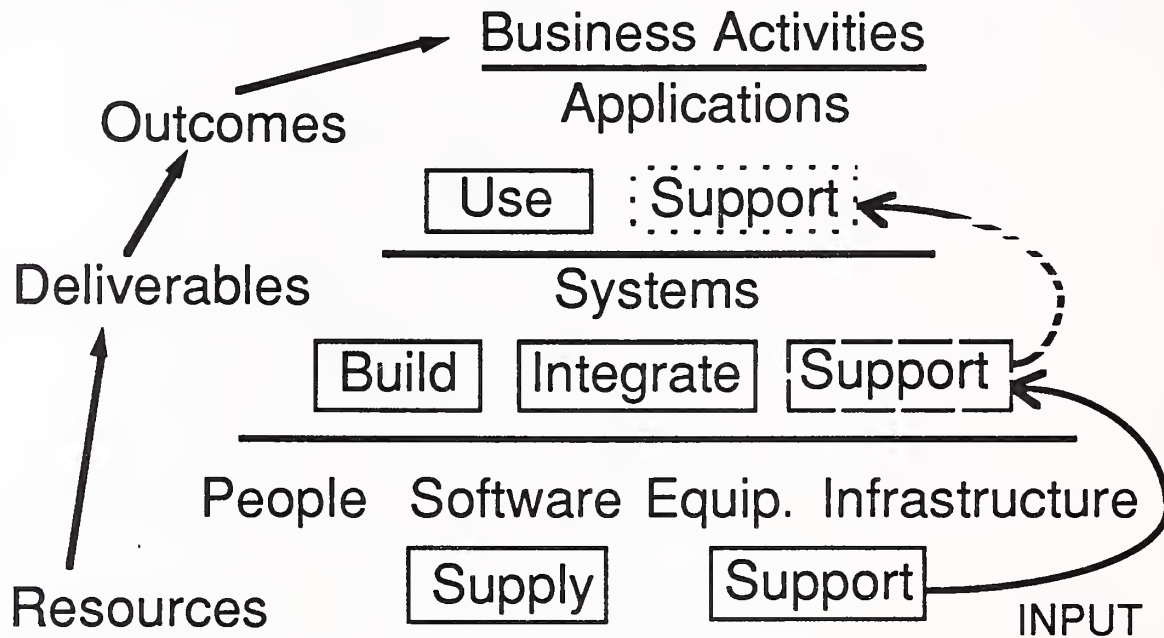 Business Activities
Applications
Outcomes
Use Support
Deliverables
Systems
Build Integrate Support
People Software Equip. Infrastructure
Supply Support
Resources
INPUT